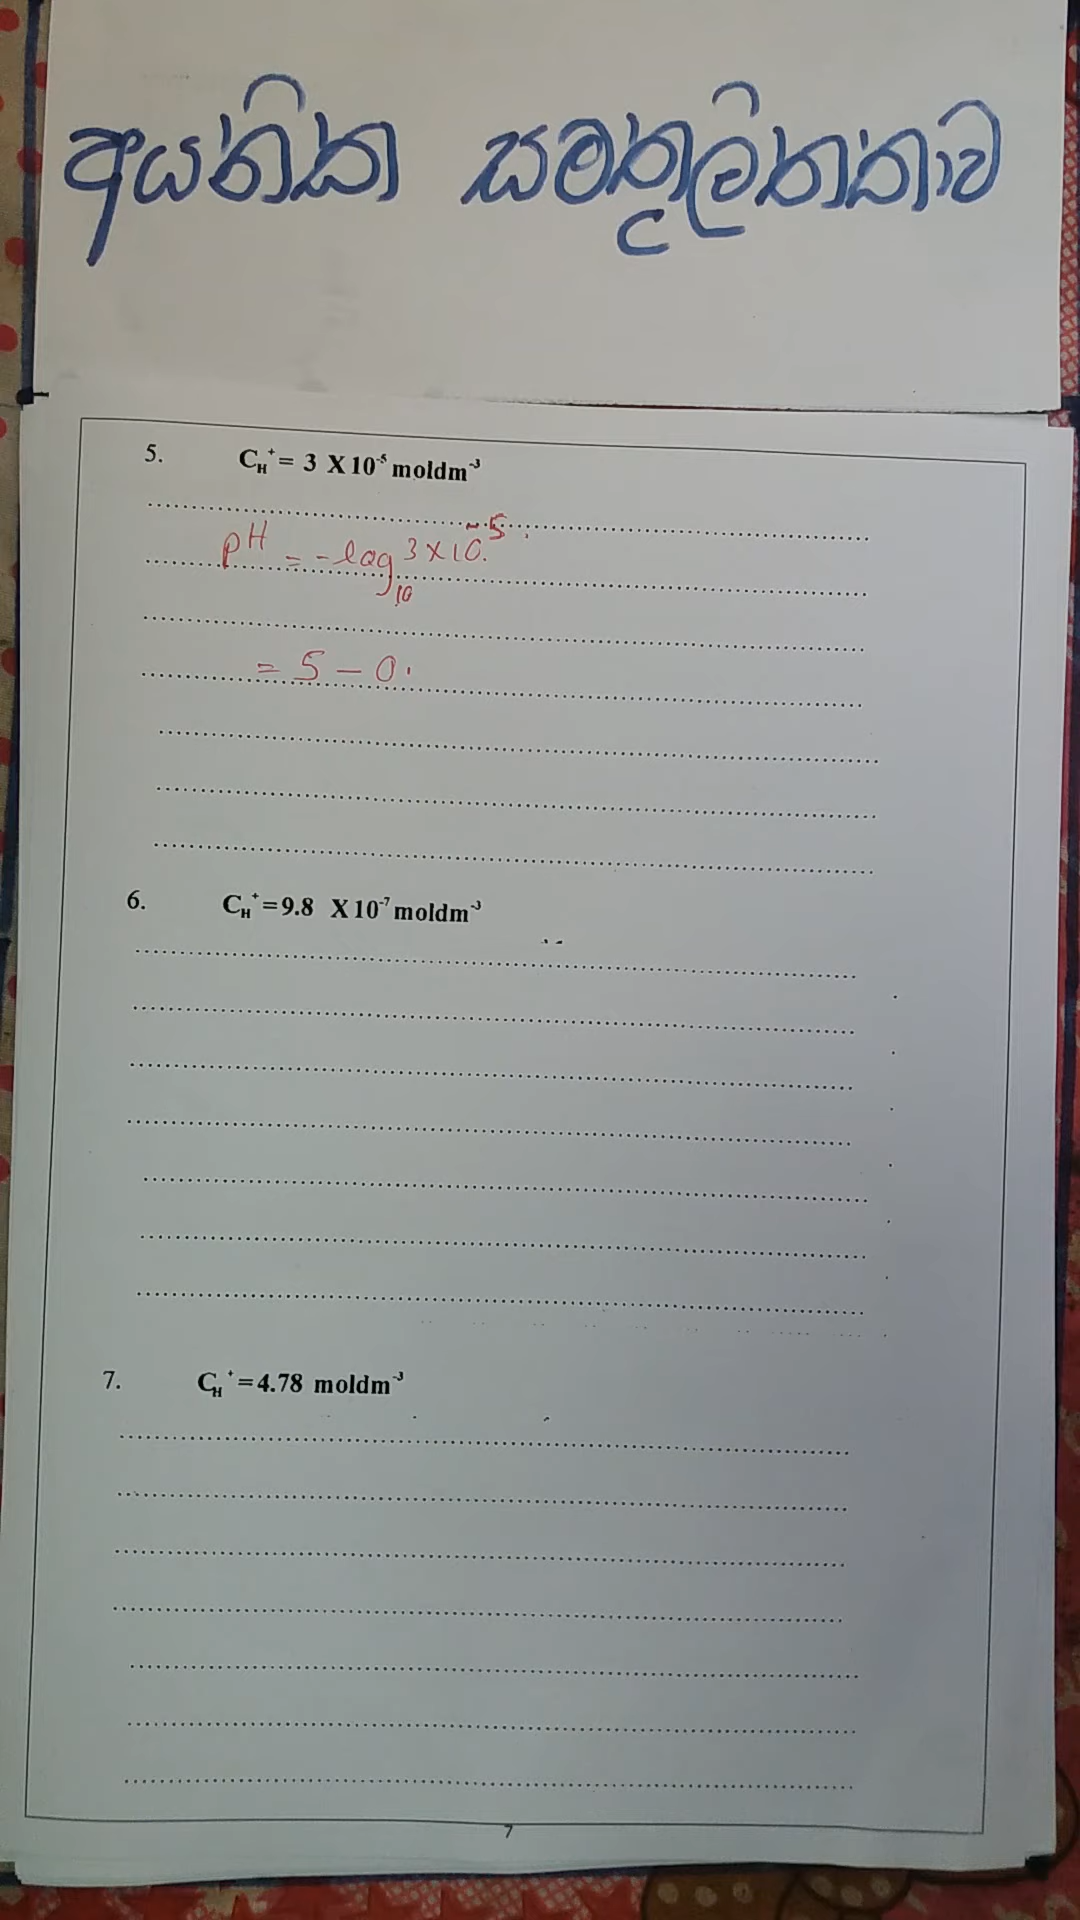 අයනික සමතුලිතතාව
5. C_H⁺ = 3 X 10⁻⁵ moldm⁻³
pH = -log₁₀ 3 × 10⁻⁵
= 5 - 0.
6. C_H⁺ = 9.8 X 10⁻⁷ moldm⁻³
7. C_H⁺ = 4.78 moldm⁻³
7